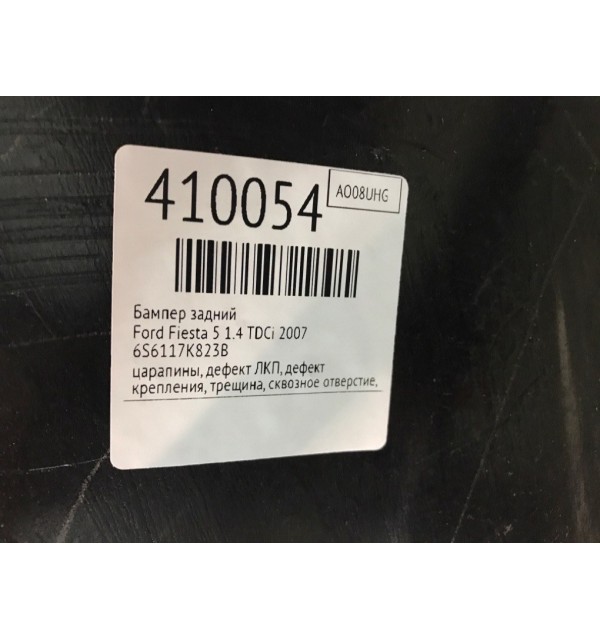 410054
AO08UHG
Бампер задний
Ford Fiesta 5 1.4 TDCi 2007
6S6117K823B
царапины, дефект ЛКП, дефект
крепления, трещина, сквозное отверстие,